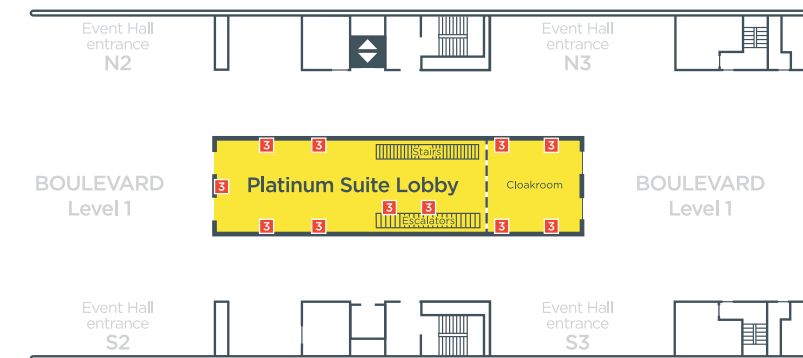 Event Hall
entrance
N2
Event Hall
entrance
N3
3 3 3 3
Stairs
BOULEVARD
Level 1
3
Platinum Suite Lobby
Cloakroom
BOULEVARD
Level 1
3 3
Escalators
3 3 3 3
Event Hall
entrance
S2
Event Hall
entrance
S3